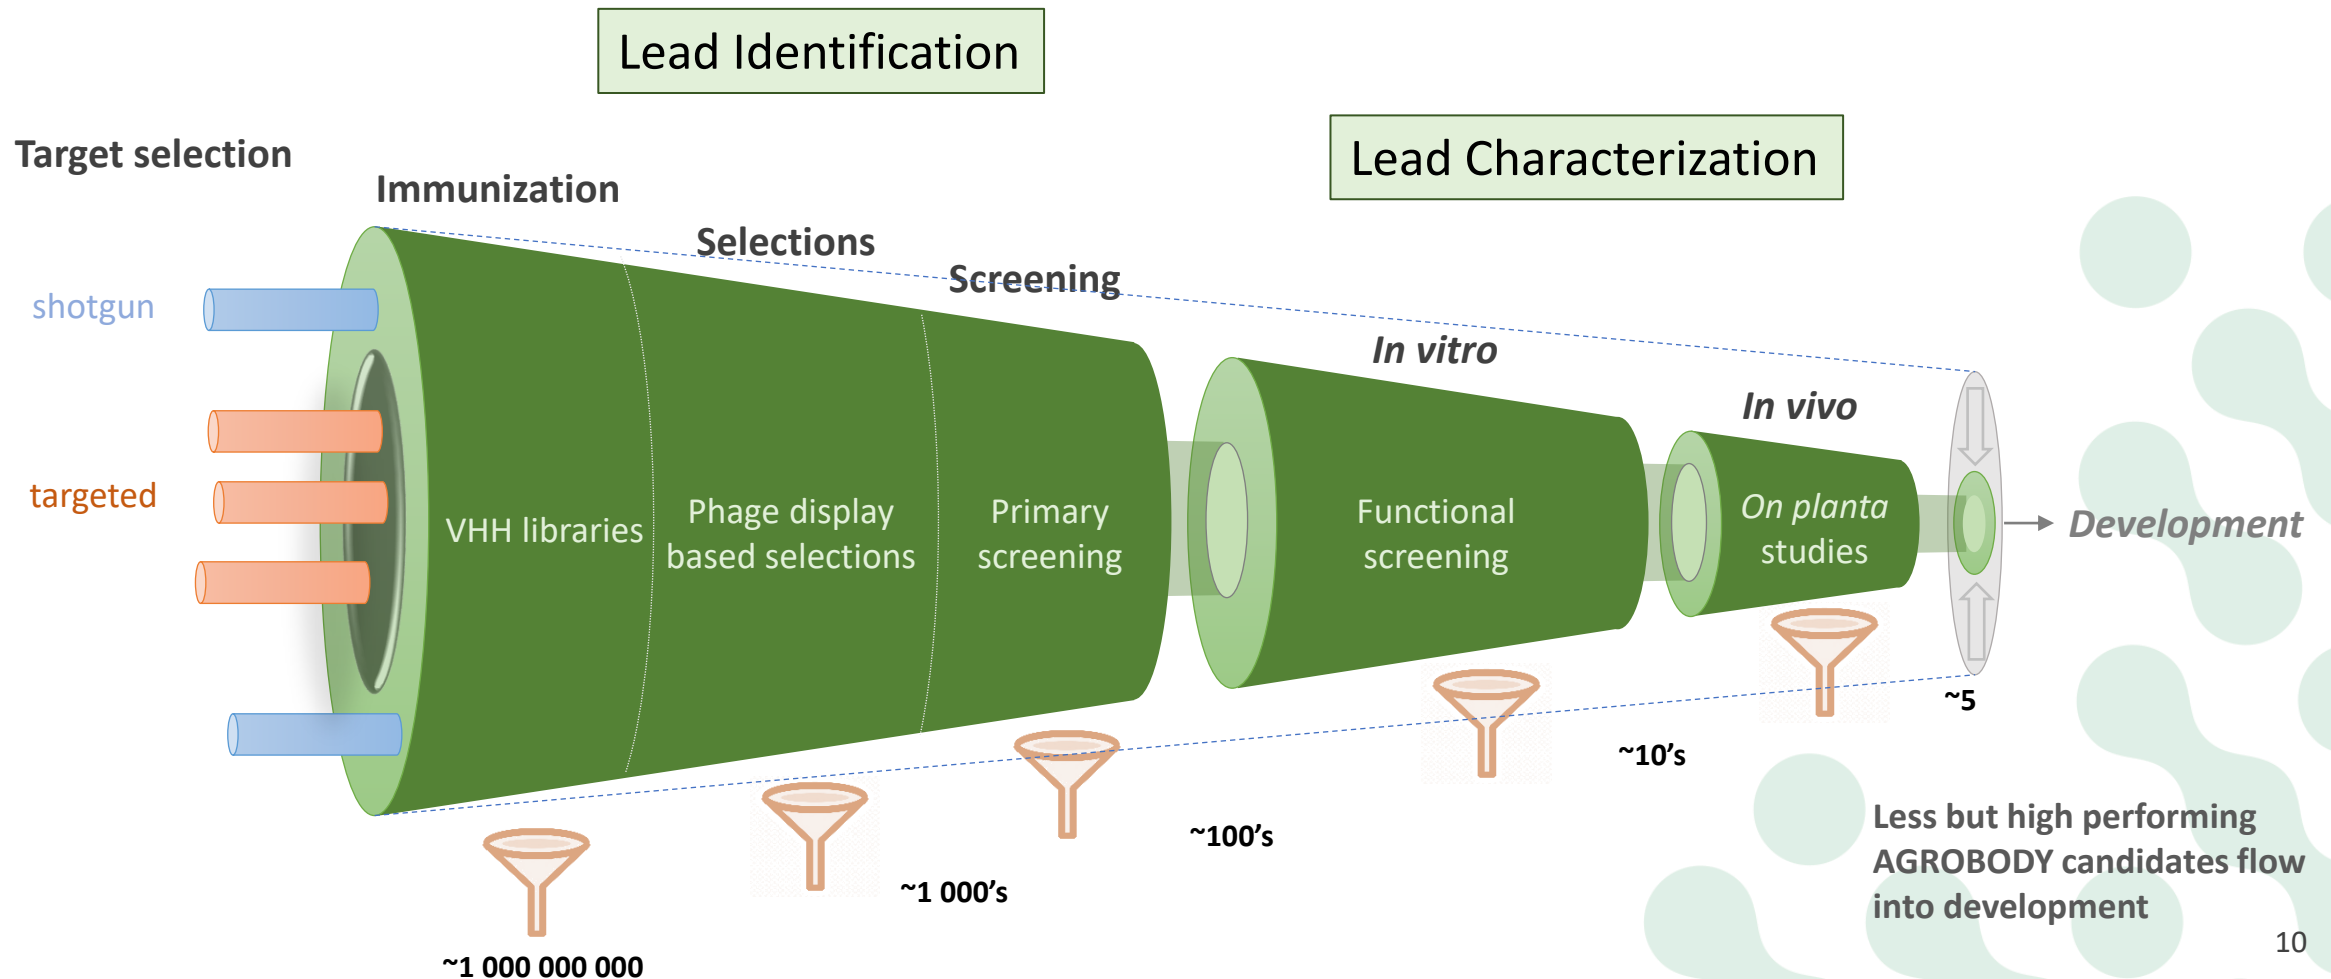 Lead Identification
Lead Characterization
Target selection
Immunization
Selections
Screening
In vitro
In vivo
shotgun
targeted
VHH libraries
Phage display
based selections
Primary
screening
Functional
screening
On planta
studies
Development
~1 000 000 000
~1 000’s
~100’s
~10’s
~5
Less but high performing
AGROBODY candidates flow
into development
10